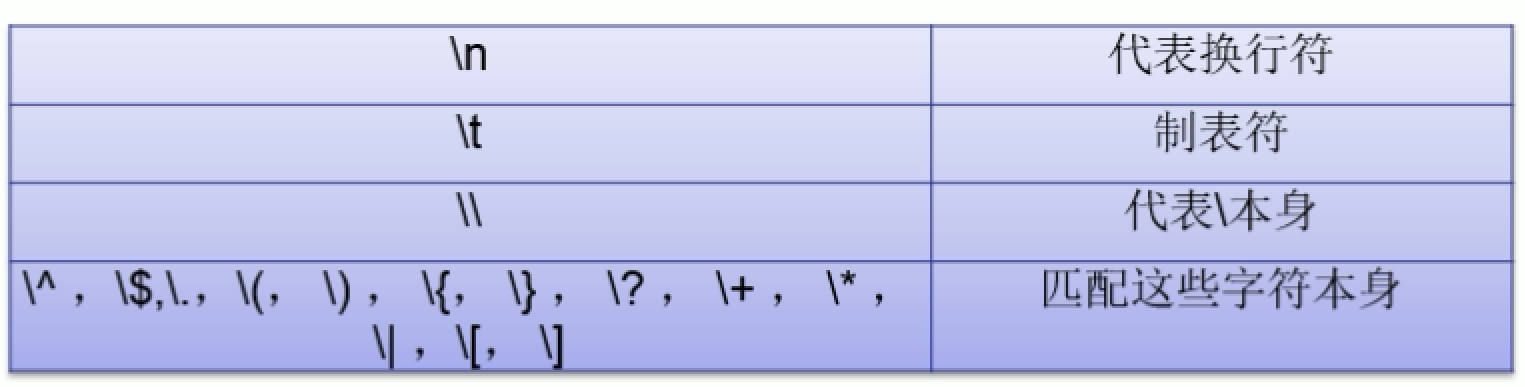 \n 代表换行符
\t 制表符
\\ 代表\本身
\^ ， \$,\.， \(， \) ， \{， \} ， \? ， \+ ， \* ， 匹配这些字符本身
\| ，\[， \]